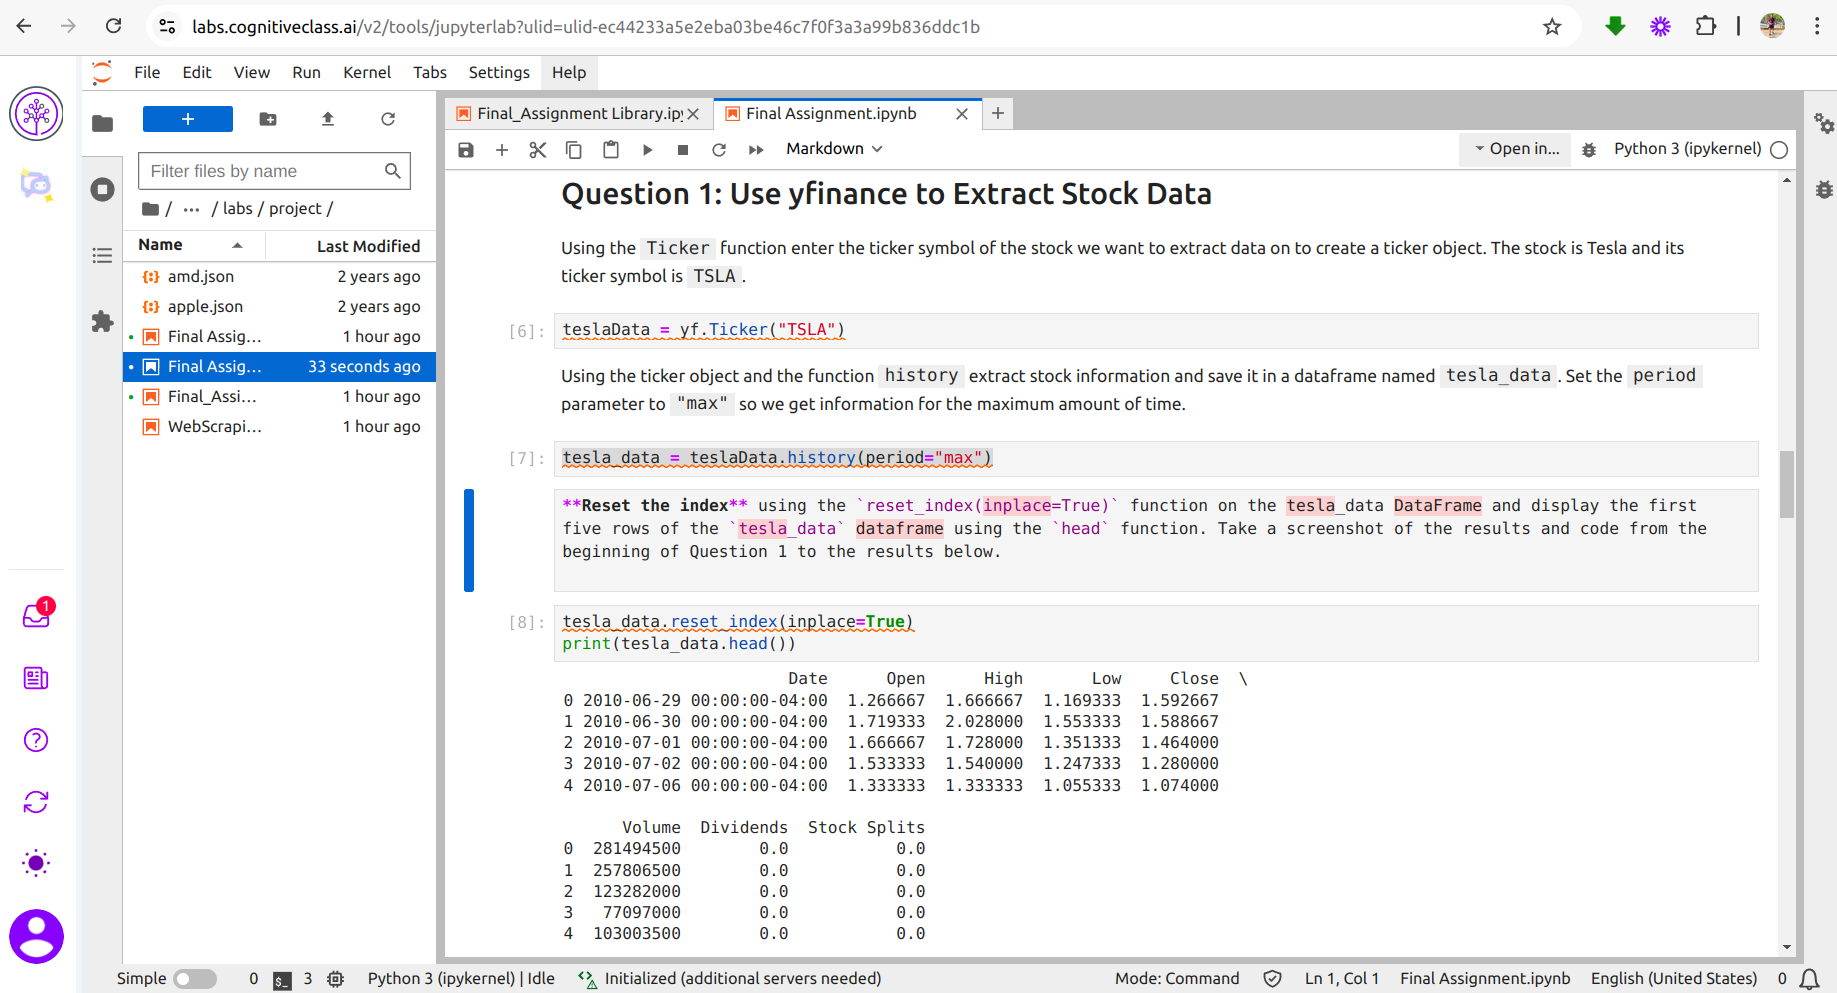 labs.cognitiveclass.ai/v2/tools/jupyterlab?ulid=ulid-ec44233a5e2eba03be46c7f0f3a3a99b836ddc1b
File Edit View Run Kernel Tabs Settings Help
+
Filter files by name
/ ... / labs / project /
Name Last Modified
amd.json 2 years ago
apple.json 2 years ago
Final Assig... 1 hour ago
Final Assig... 33 seconds ago
Final_Assi... 1 hour ago
WebScrapi... 1 hour ago
1
Final_Assignment Library.ipy
Final Assignment.ipynb
Markdown
Open in...
Python 3 (ipykernel)
Question 1: Use yfinance to Extract Stock Data
Using the Ticker function enter the ticker symbol of the stock we want to extract data on to create a ticker object. The stock is Tesla and its
ticker symbol is TSLA .
[6]: teslaData = yf.Ticker("TSLA")
Using the ticker object and the function history extract stock information and save it in a dataframe named tesla_data . Set the period
parameter to "max" so we get information for the maximum amount of time.
[7]: tesla_data = teslaData.history(period="max")
**Reset the index** using the `reset_index(inplace=True)` function on the tesla_data DataFrame and display the first
five rows of the `tesla_data` dataframe using the `head` function. Take a screenshot of the results and code from the
beginning of Question 1 to the results below.
[8]: tesla_data.reset_index(inplace=True)
print(tesla_data.head())
Date Open High Low Close \
0 2010-06-29 00:00:00-04:00 1.266667 1.666667 1.169333 1.592667
1 2010-06-30 00:00:00-04:00 1.719333 2.028000 1.553333 1.588667
2 2010-07-01 00:00:00-04:00 1.666667 1.728000 1.351333 1.464000
3 2010-07-02 00:00:00-04:00 1.533333 1.540000 1.247333 1.280000
4 2010-07-06 00:00:00-04:00 1.333333 1.333333 1.055333 1.074000
Volume Dividends Stock Splits
0 281494500 0.0 0.0
1 257806500 0.0 0.0
2 123282000 0.0 0.0
3 77097000 0.0 0.0
4 103003500 0.0 0.0
Simple 0 $_ 3 Python 3 (ipykernel) | Idle Initialized (additional servers needed) Mode: Command Ln 1, Col 1 Final Assignment.ipynb English (United States) 0